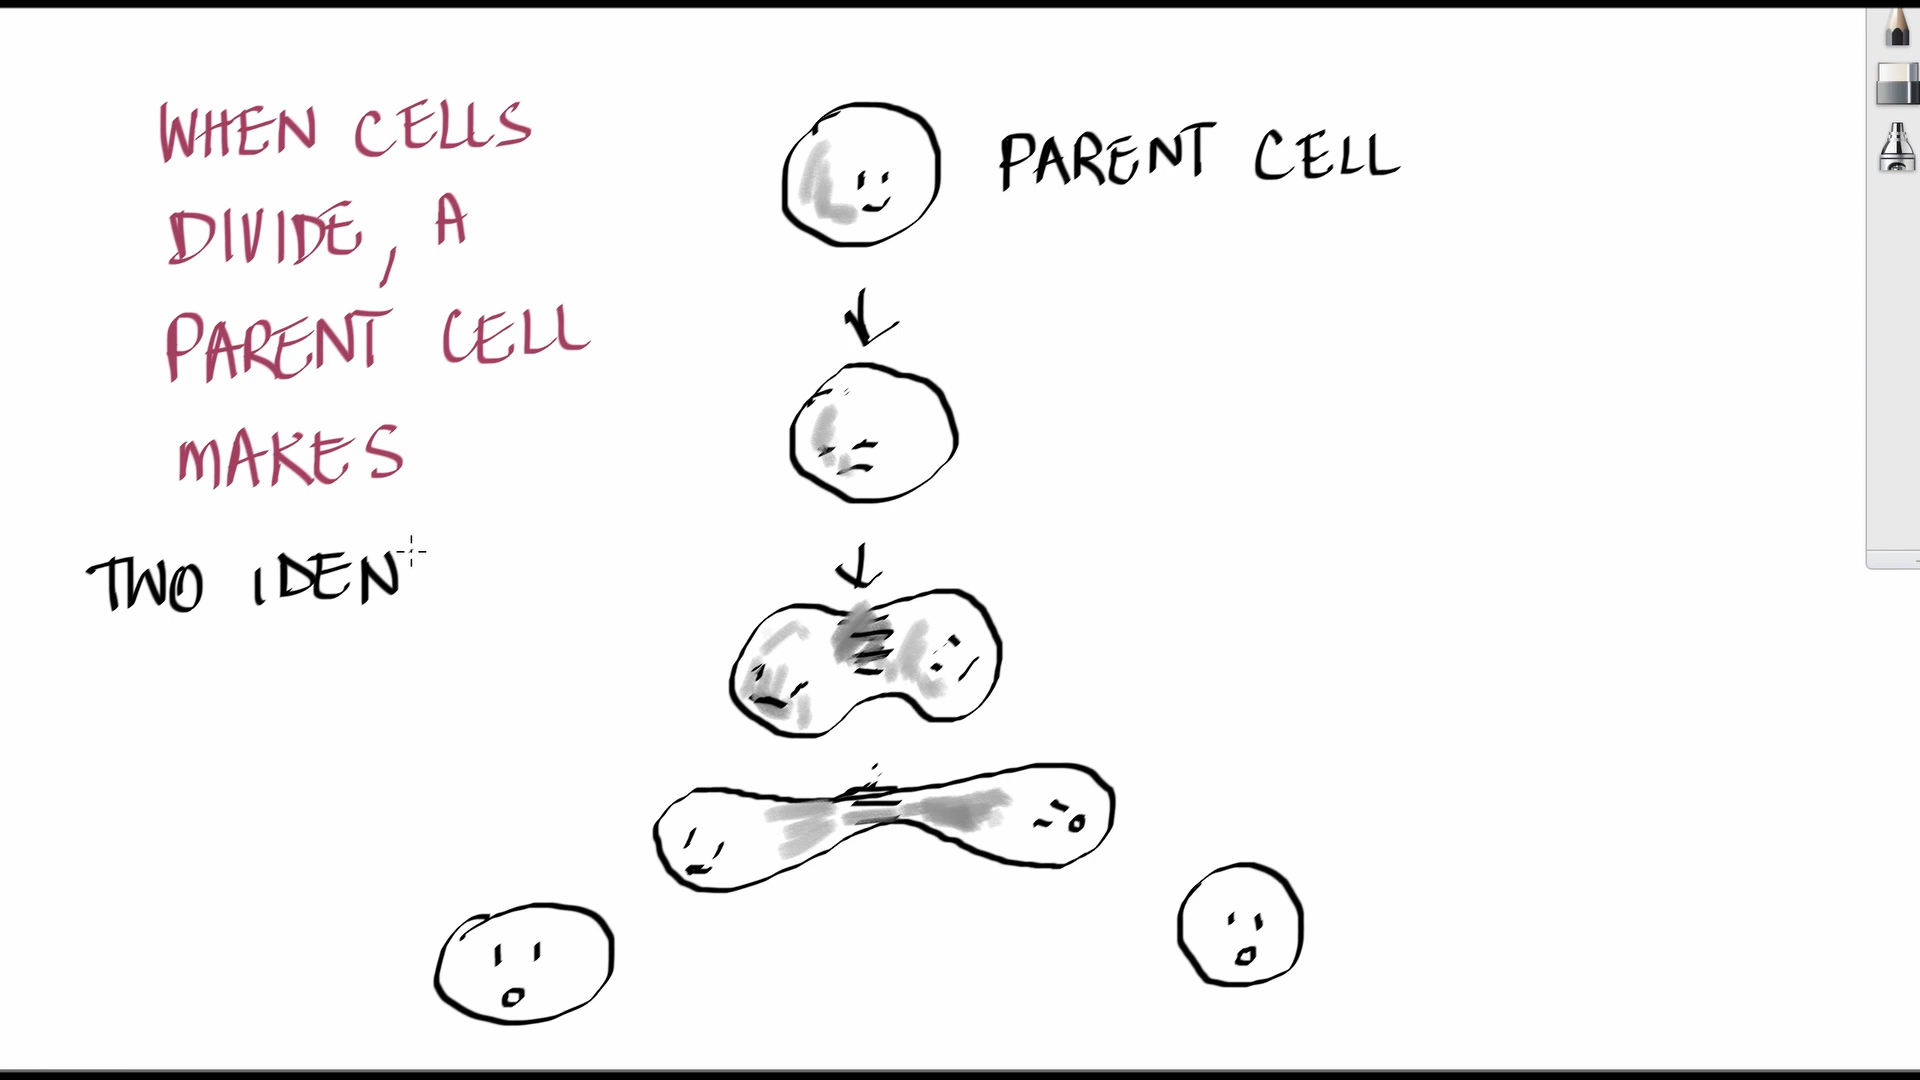 WHEN CELLS
DIVIDE, A
PARENT CELL
MAKES
TWO IDEN
PARENT CELL